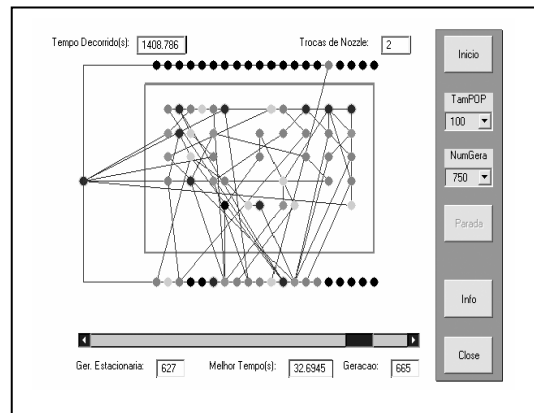 Tempo Decorrido(s): 1408.786 Trocas de Nozzle: 2
Inicio
TamPOP
100
NumGera
750
Parada
Info
Close
Ger. Estacionaria: 627 Melhor Tempo(s): 32.6945 Geracao: 665